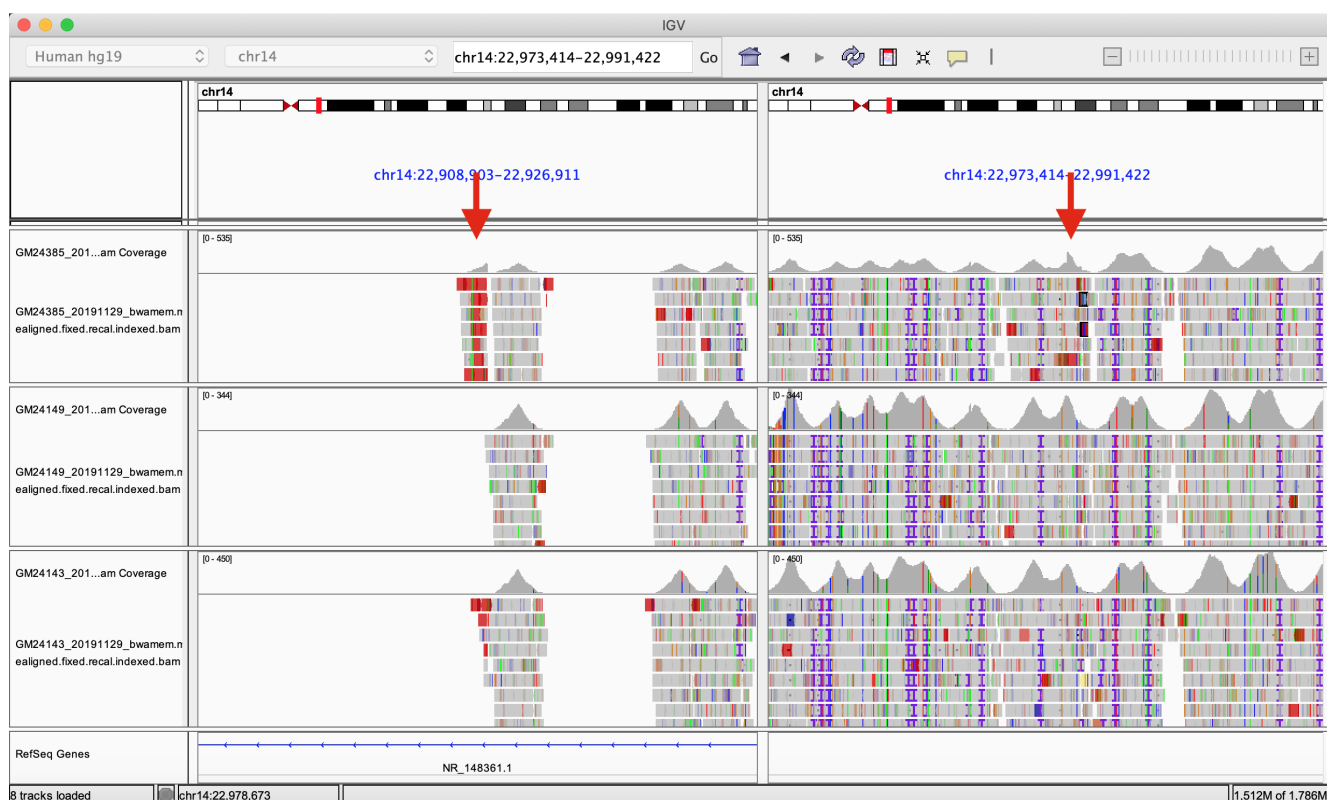 IGV
Human hg19
chr14
chr14:22,973,414–22,991,422
Go
chr14
chr14
chr14:22,908,903–22,926,911
chr14:22,973,414–22,991,422
GM24385_201...am Coverage
[0 - 535]
[0 - 535]
GM24385_20191129_bwamem.n
ealigned.fixed.recal.indexed.bam
GM24149_201...am Coverage
[0 - 344]
[0 - 344]
GM24149_20191129_bwamem.n
ealigned.fixed.recal.indexed.bam
GM24143_201...am Coverage
[0 - 450]
[0 - 450]
GM24143_20191129_bwamem.n
ealigned.fixed.recal.indexed.bam
RefSeq Genes
NR_148361.1
8 tracks loaded
chr14:22,978,673
1,512M of 1,786M